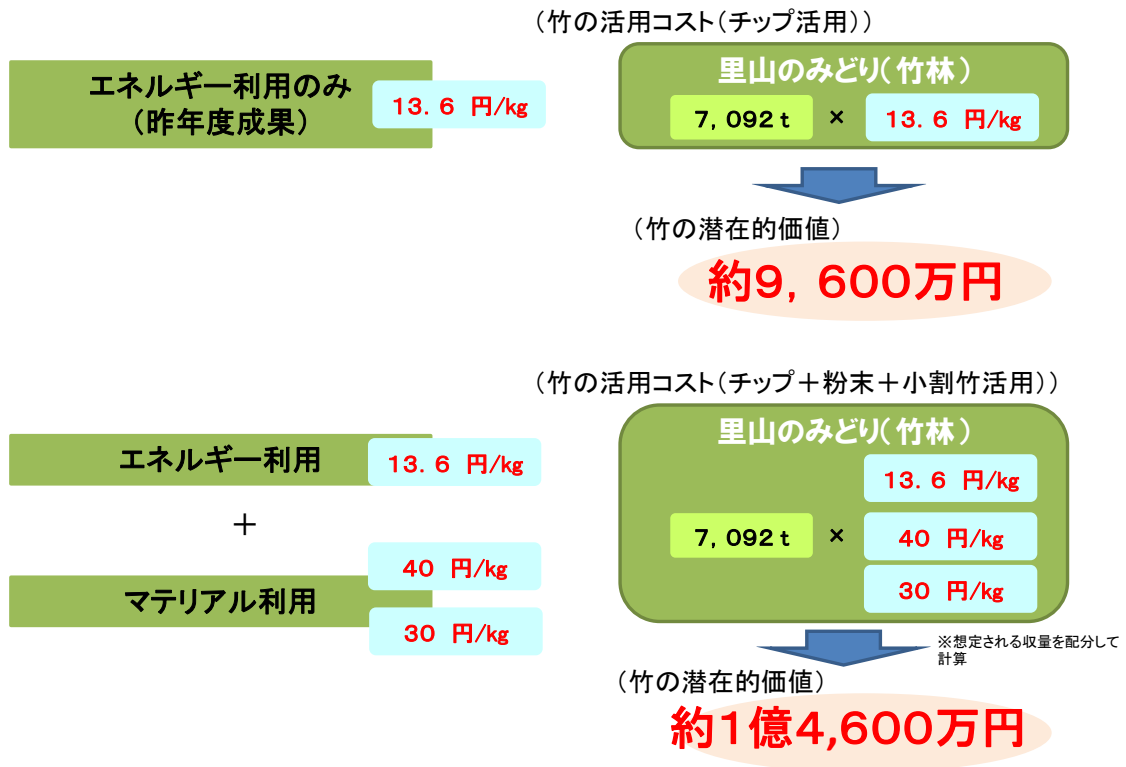 （竹の活用コスト（チップ活用））
エネルギー利用のみ
（昨年度成果）
13.6 円/kg
里山のみどり（竹林）
7,092ｔ × 13.6 円/kg
（竹の潜在的価値）
約9,600万円
（竹の活用コスト（チップ＋粉末＋小割竹活用））
エネルギー利用
13.6 円/kg
＋
マテリアル利用
40 円/kg
30 円/kg
里山のみどり（竹林）
13.6 円/kg
7,092ｔ × 40 円/kg
30 円/kg
※想定される収量を配分して
計算
（竹の潜在的価値）
約1億4,600万円